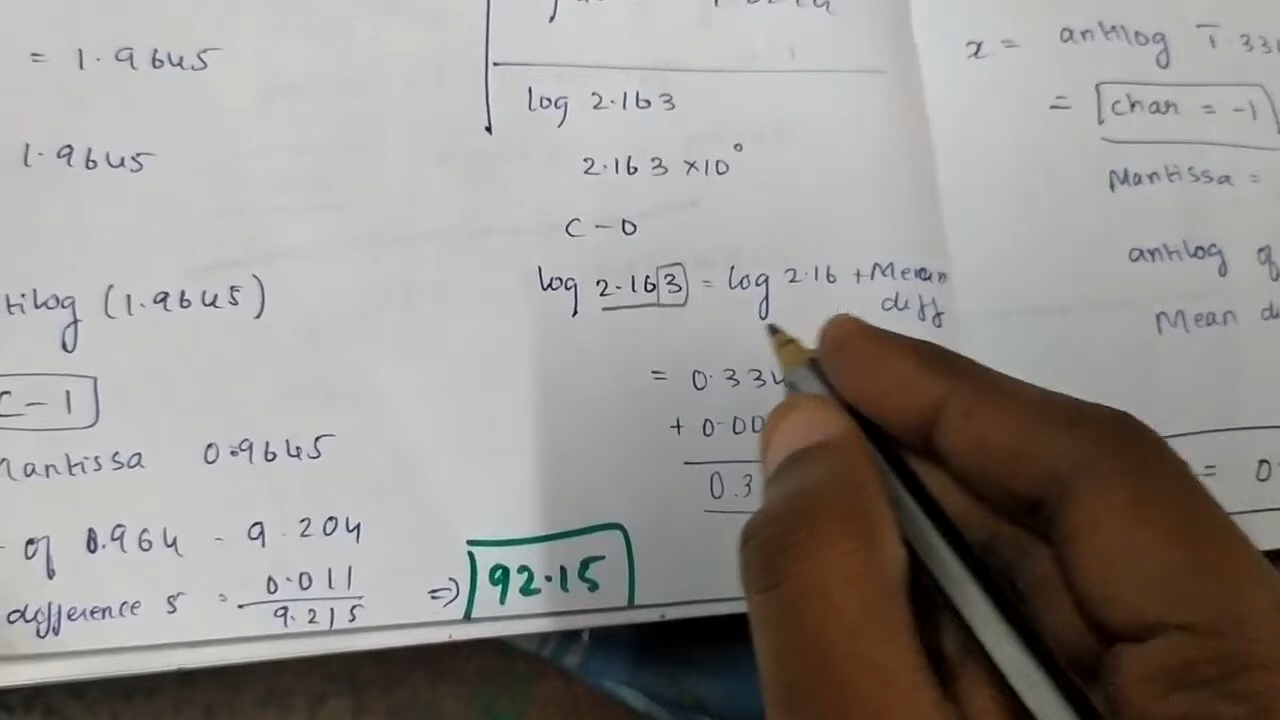 = 1.9645
1.9645
tilog (1.9645)
C-1
Mantissa 0.9645
of 0.964 - 9.204
difference 5 = 0.011
9.215
=> 92.15
log 2.163
2.163 ×10°
C-0
log 2.163 = log 2.16 + Mean
diff
= 0.334
+ 0.00
0.3
x = antilog T.33
= [chan = -1
Mantissa =
antilog of
Mean d
= 0.